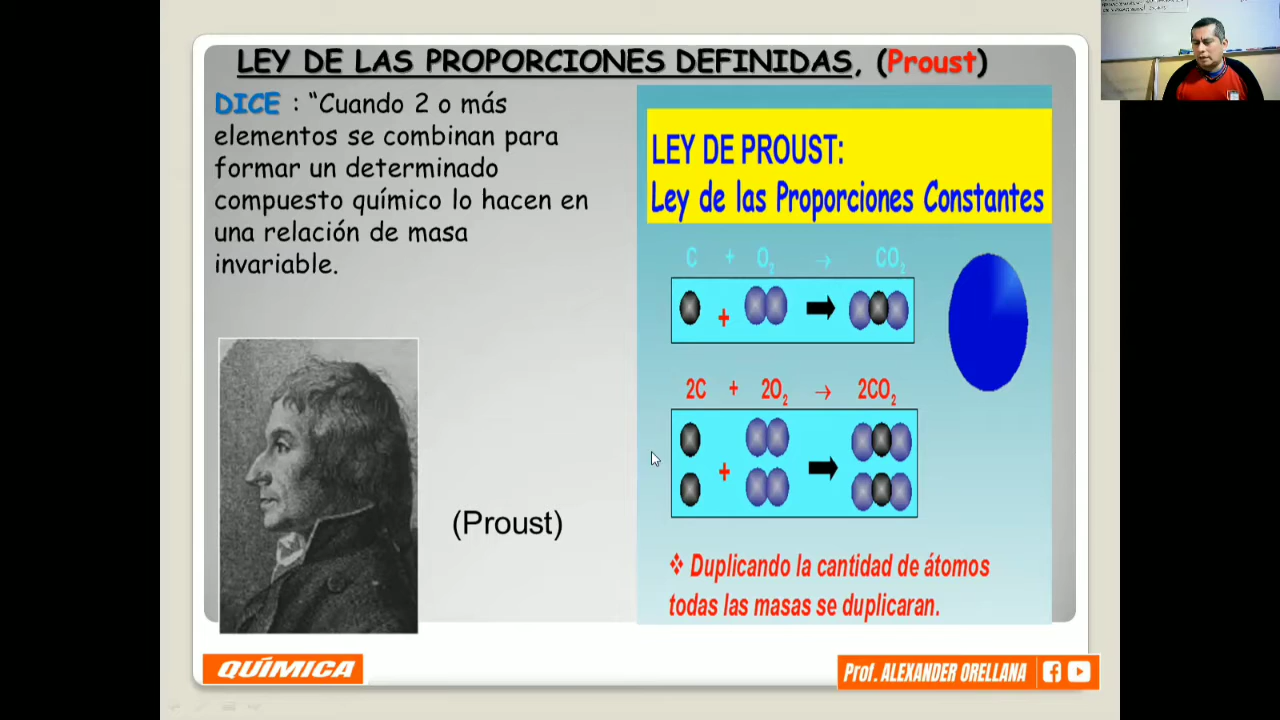 LEY DE LAS PROPORCIONES DEFINIDAS, (Proust)
DICE : “Cuando 2 o más
elementos se combinan para
formar un determinado
compuesto químico lo hacen en
una relación de masa
invariable.
(Proust)
LEY DE PROUST:
Ley de las Proporciones Constantes
C + O₂ → CO₂
+
2C + 2O₂ → 2CO₂
+
❖ Duplicando la cantidad de átomos
todas las masas se duplicaran.
QUÍMICA
Prof. ALEXANDER ORELLANA